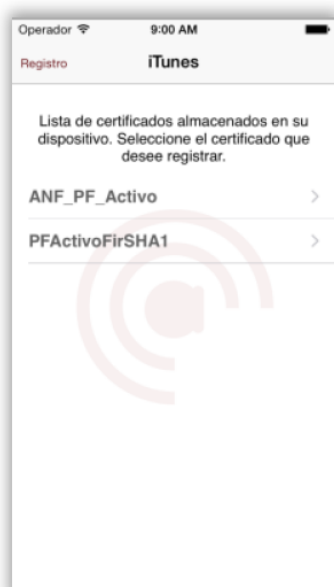 Operador 9:00 AM
Registro iTunes
Lista de certificados almacenados en su
dispositivo. Seleccione el certificado que
desee registrar.
ANF_PF_Activo
PFActivoFirSHA1